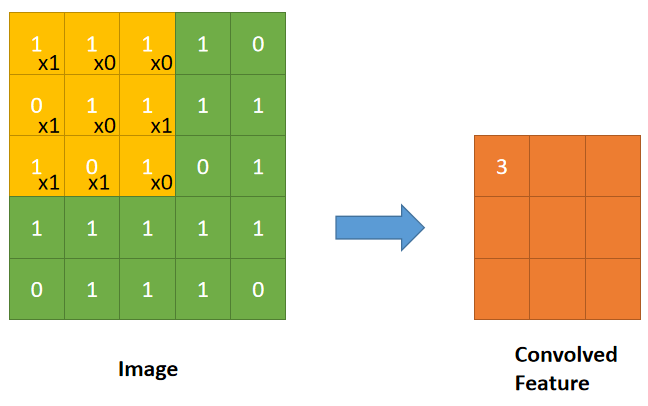 1 1 1 1 0
x1 x0 x0
0 1 1 1 1
x1 x0 x1
1 0 1 0 1
x1 x1 x0
3
1 1 1 1 1
0 1 1 1 0
Image
Convolved
Feature